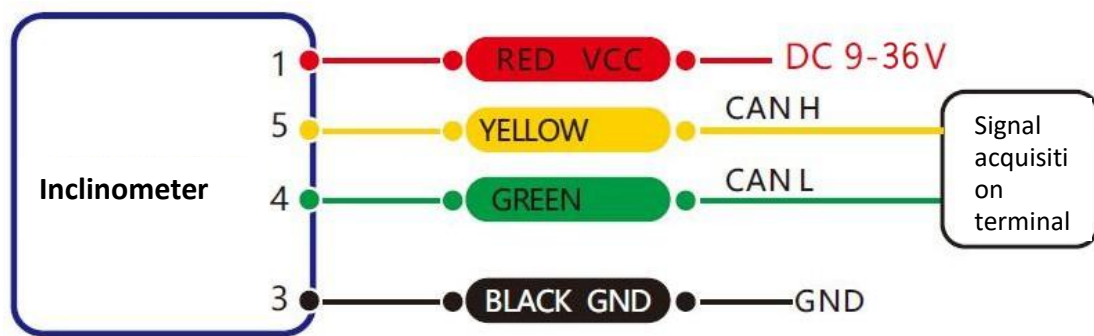 1 RED VCC DC 9-36V
5 YELLOW CAN H
4 GREEN CAN L
3 BLACK GND GND
Inclinometer
Signal
acquisiti
on
terminal